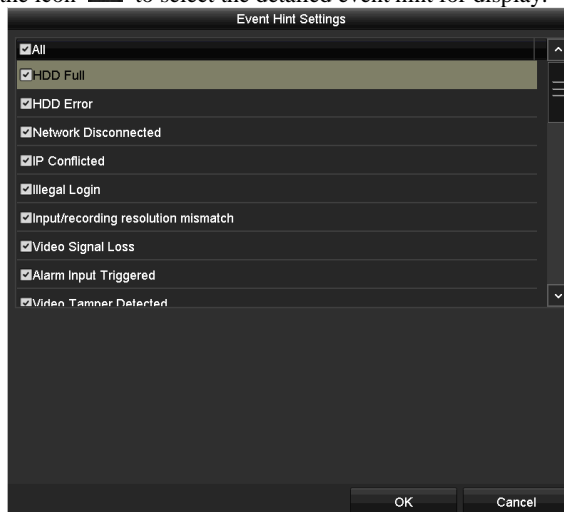 the icon to select the detailed event hint for display.
Event Hint Settings
All
HDD Full
HDD Error
Network Disconnected
IP Conflicted
Illegal Login
Input/recording resolution mismatch
Video Signal Loss
Alarm Input Triggered
Video Tamper Detected
OK
Cancel